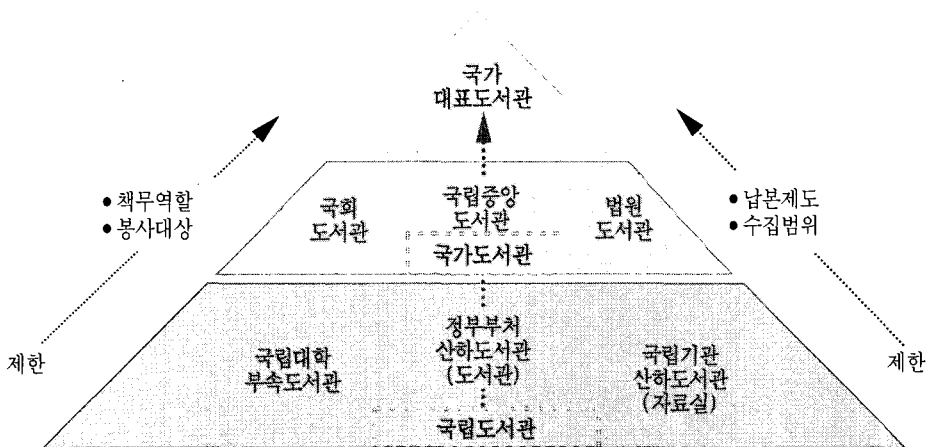 국가
대표도서관
• 책무역할
• 봉사대상
국회
도서관
국립중앙
도서관
법원
도서관
• 납본제도
• 수집범위
국가도서관
제한
국립대학
부속도서관
정부부처
산하도서관
(도서관)
국립기관
산하도서관
(자료실)
제한
국립도서관